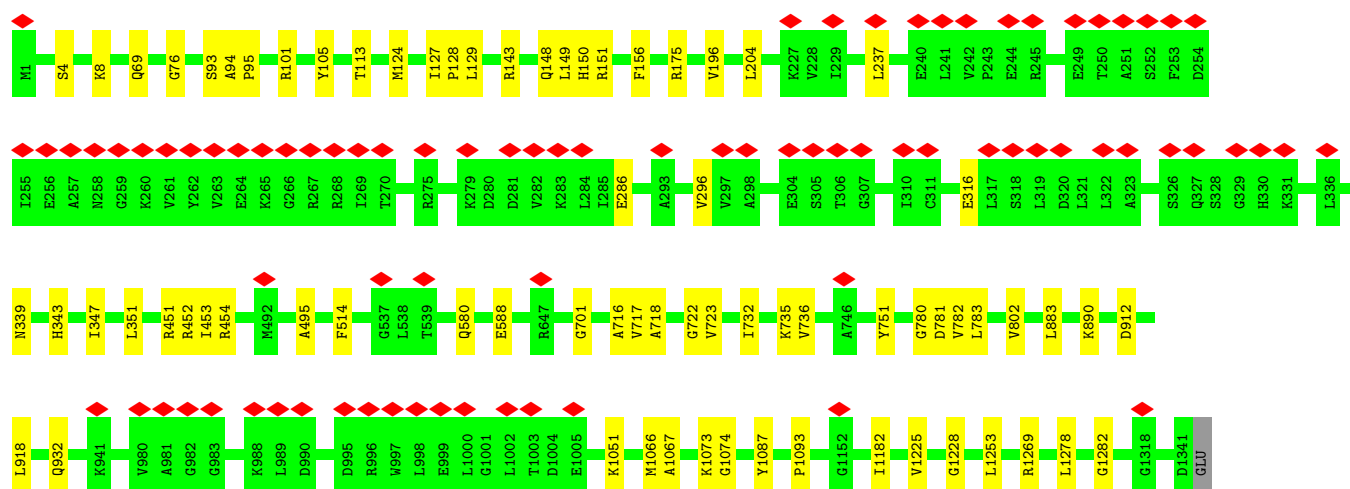 M1 S4 K8 Q69 G76 S93 A94 P95 R101 Y105 T113 M124 I127 P128 L129 R143 Q148 L149 H150 R151 F156 R175 V196 L204 K227 V228 I229 L237 E240 L241 V242 P243 E244 R245 E249 T250 A251 S252 F253 D254
I255 E256 A257 N258 G259 K260 V261 Y262 V263 E264 K265 G266 R267 R268 I269 T270 R275 K279 D280 D281 V282 K283 L284 I285 E286 A293 V296 V297 A298 E304 S305 T306 G307 I310 C311 E316 L317 S318 L319 D320 L321 L322 A323 S326 Q327 S328 G329 H330 K331 L336
N339 H343 I347 L351 R451 R452 I453 R454 M492 A495 F514 G537 L538 T539 Q580 E588 R647 G701 A716 V717 A718 G722 V723 I732 K735 V736 A746 Y751 G780 D781 V782 L783 V802 L883 K890 D912
L918 Q932 K941 V980 A981 G982 G983 K988 L989 D990 D995 R996 W997 L998 E999 L1000 G1001 L1002 T1003 D1004 E1005 K1051 M1066 A1067 K1073 G1074 Y1087 P1093 G1152 I1182 V1225 G1228 L1253 R1269 L1278 G1282 G1318 D1341 GLU